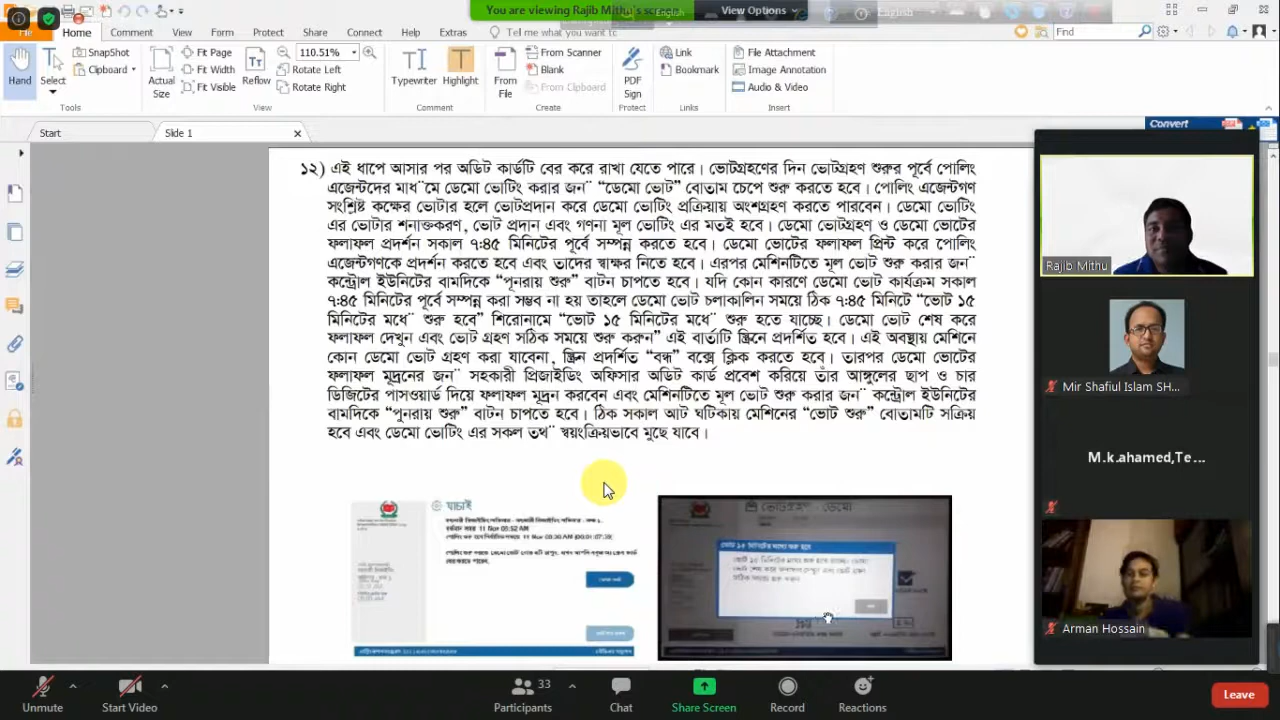 You are viewing Rajib Mithu's screen
View Options
English
English
File
Home
Comment
View
Form
Protect
Share
Connect
Help
Extras
Tell me what you
Find
Hand
Select
SnapShot
Clipboard
Actual Size
Fit Page
Fit Width
Fit Visible
Reflow
110.51%
Rotate Left
Rotate Right
Typewriter
Highlight
From File
From Scanner
Blank
From Clipboard
PDF Sign
Link
Bookmark
File Attachment
Image Annotation
Audio & Video
Tools
View
Comment
Create
Protect
Links
Insert
Start
Slide 1
Convert
১২) এই ধাপে আসার পর অডিট কার্ডটি বের করে রাখা যেতে পারে। ভোটগ্রহণের দিন ভোটগ্রহণ শুরুর পূর্বে পোলিং
এজেন্টদের মাধ¨মে ডেমো ভোটিং করার জন¨ “ডেমো ভোট” বোতাম চেপে শুরু করতে হবে। পোলিং এজেন্টগণ
সংশ্লিষ্ট কক্ষের ভোটার হলে ভোটপ্রদান করে ডেমো ভোটিং প্রক্রিয়ায় অংশগ্রহণ করতে পারবেন। ডেমো ভোটিং
এর ভোটার শনাক্তকরণ, ভোট প্রদান এবং গণনা মূল ভোটিং এর মতই হবে। ডেমো ভোটগ্রহণ ও ডেমো ভোটের
ফলাফল প্রদর্শন সকাল ৭:৪৫ মিনিটের পূর্বে সম্পন্ন করতে হবে। ডেমো ভোটের ফলাফল প্রিন্ট করে পোলিং
এজেন্টগণকে প্রদর্শন করতে হবে এবং তাদের স্বাক্ষর নিতে হবে। এরপর মেশিনটিতে মূল ভোট শুরু করার জন¨
কন্ট্রোল ইউনিটের বামদিকে “পূনরায় শুরু” বাটন চাপতে হবে। যদি কোন কারণে ডেমো ভোট কার্যক্রম সকাল
৭:৪৫ মিনিটের পূর্বে সম্পন্ন করা সম্ভব না হয় তাহলে ডেমো ভোট চলাকালিন সময়ে ঠিক ৭:৪৫ মিনিটে “ভোট ১৫
মিনিটের মধে¨ শুরু হবে” শিরোনামে “ভোট ১৫ মিনিটের মধে¨ শুরু হতে যাচ্ছে। ডেমো ভোট শেষ করে
ফলাফল দেখুন এবং ভোট গ্রহণ সঠিক সময়ে শুরু করুন” এই বার্তাটি স্ক্রিনে প্রদর্শিত হবে। এই অবস্থায় মেশিনে
কোন ডেমো ভোট গ্রহণ করা যাবেনা, স্ক্রিন প্রদর্শিত “বন্ধ” বক্সে ক্লিক করতে হবে। তারপর ডেমো ভোটের
ফলাফল মূদ্রনের জন¨ সহকারী প্রিজাইডিং অফিসার অডিট কার্ড প্রবেশ করিয়ে তাঁর আঙ্গুলের ছাপ ও চার
ডিজিটের পাসওয়ার্ড দিয়ে ফলাফল মূদ্রন করবেন এবং মেশিনটিতে মূল ভোট শুরু করার জন¨ কন্ট্রোল ইউনিটের
বামদিকে “পুনরায় শুরু” বাটন চাপতে হবে। ঠিক সকাল আট ঘটিকায় মেশিনের “ভোট শুরু” বোতামটি সক্রিয়
হবে এবং ডেমো ভোটিং এর সকল তথ¨ স্বয়ংক্রিয়ভাবে মুছে যাবে।
যাচাই
ভোটগ্রহণ - ডেমো
ভোট ১৫ মিনিটের মধ্যে শুরু হবে
Rajib Mithu
Mir Shafiul Islam SH...
M.k.ahamed,Te...
Arman Hossain
Unmute
Start Video
33
Participants
Chat
Share Screen
Record
Reactions
Leave